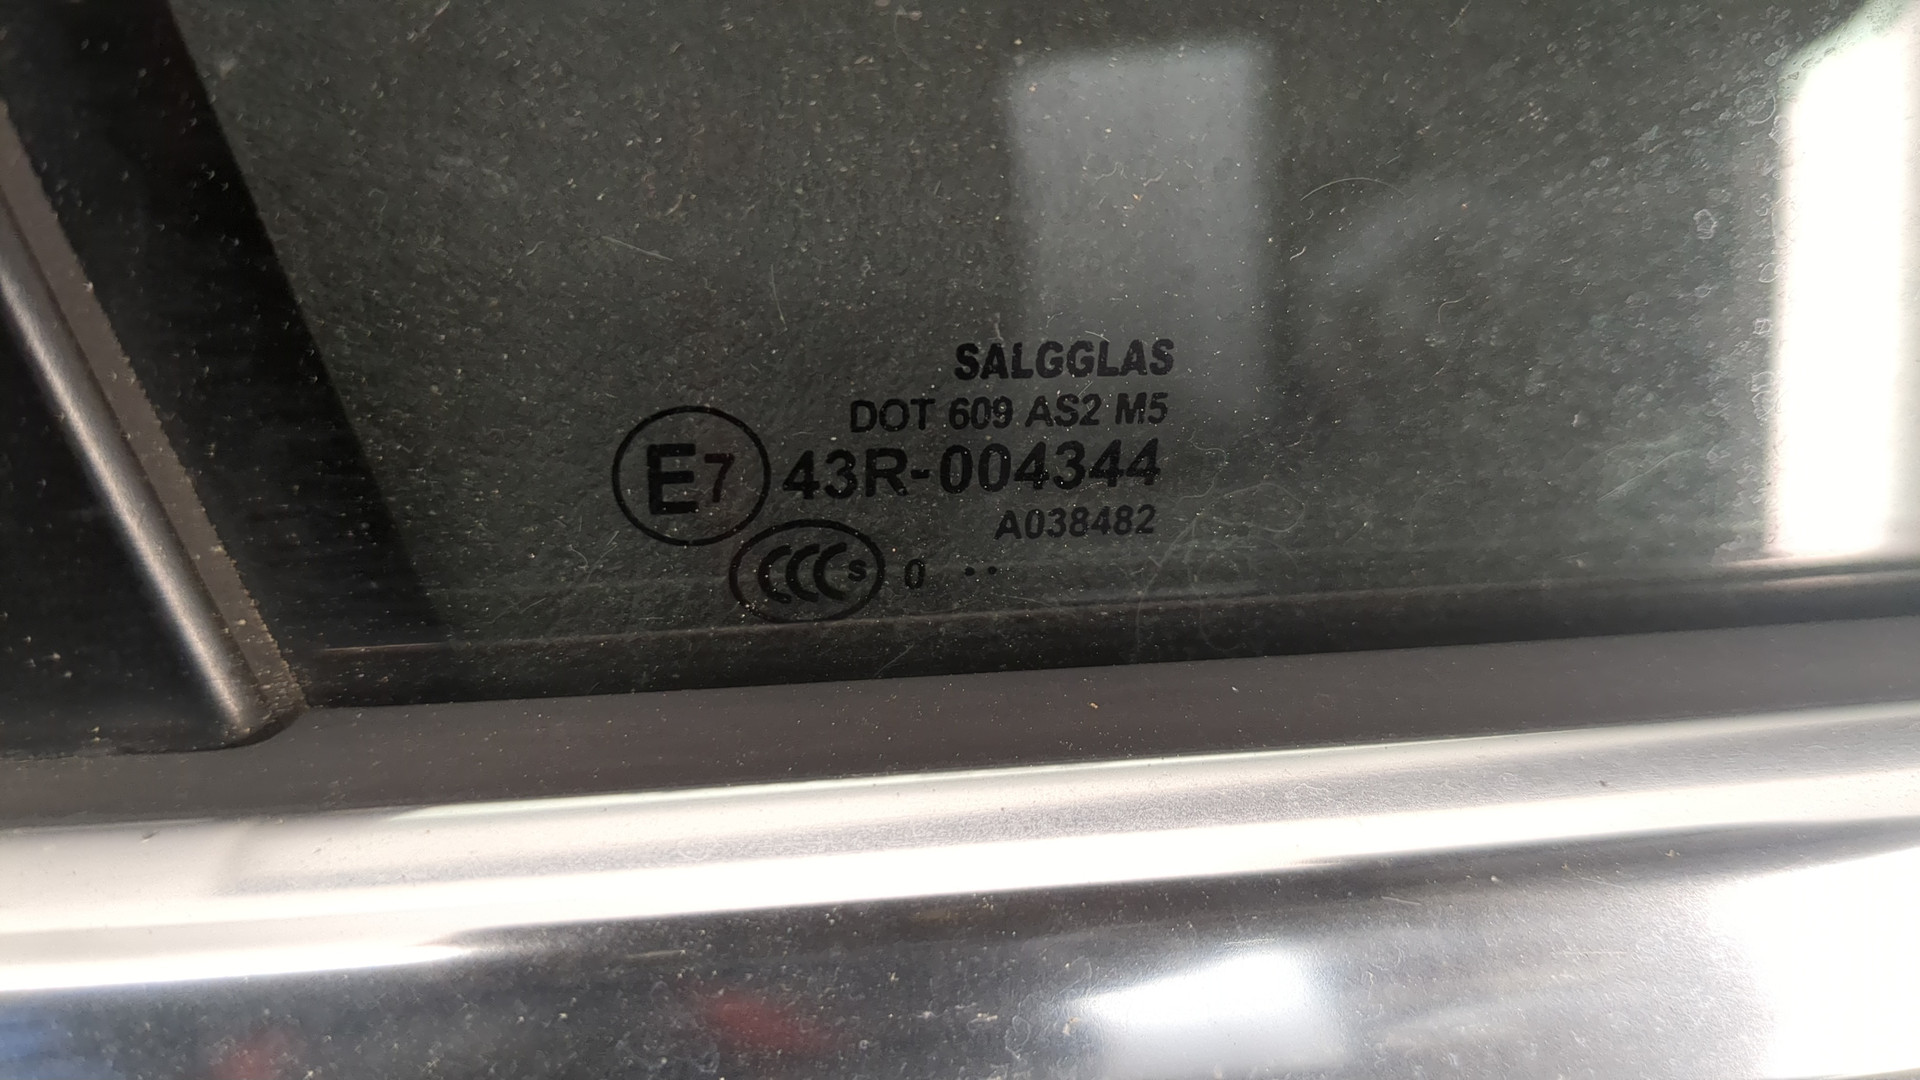 SALGGLAS
DOT 609 AS2 M5
E7 43R-004344
A038482
CCC S 0 ..